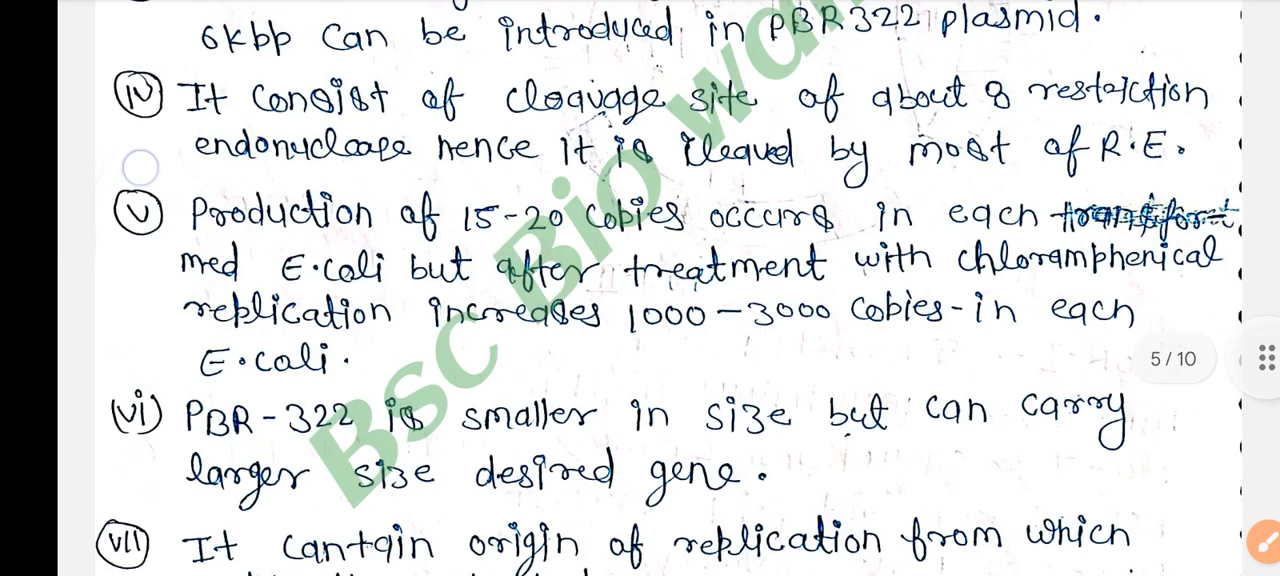 6kbp can be introduced in PBR322 plasmid.
(iv) It consist of cleavage site of about 8 restriction
endonuclease hence it is cleaved by most of R.E.
(v) Production of 15-20 copies occurs in each transfor
med E.coli but after treatment with chloramphenical
replication increases 1000-3000 copies-in each
E.coli.
(vi) PBR-322 is smaller in size but can carry
larger size desired gene.
(vii) It contain origin of replication from which
5/10
BSC Bio